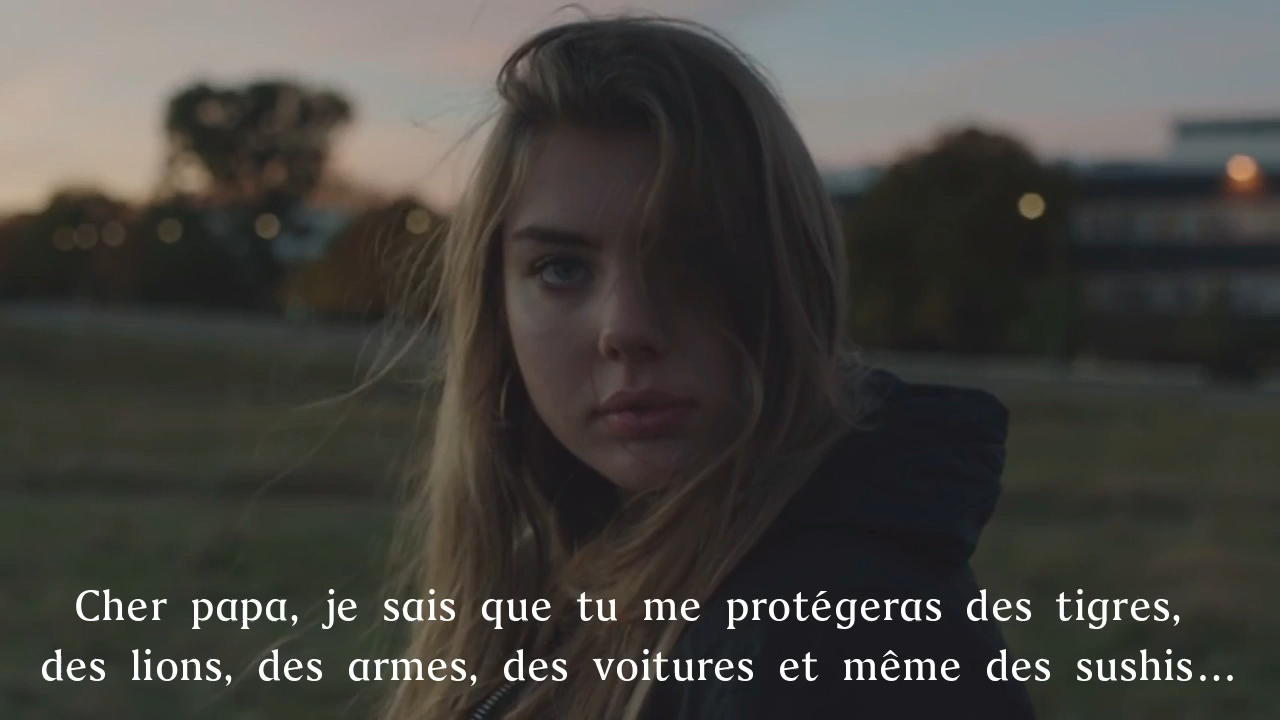 Cher papa, je sais que tu me protégeras des tigres,
des lions, des armes, des voitures et même des sushis...